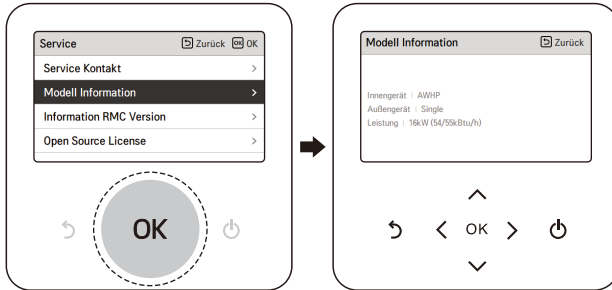 Service Zurück OK OK
Service Kontakt
Modell Information
Information RMC Version
Open Source License
OK
Modell Information Zurück
Innengerät | AWHP
Außengerät | Single
Leistung | 16kW (54/55kBtu/h)
OK